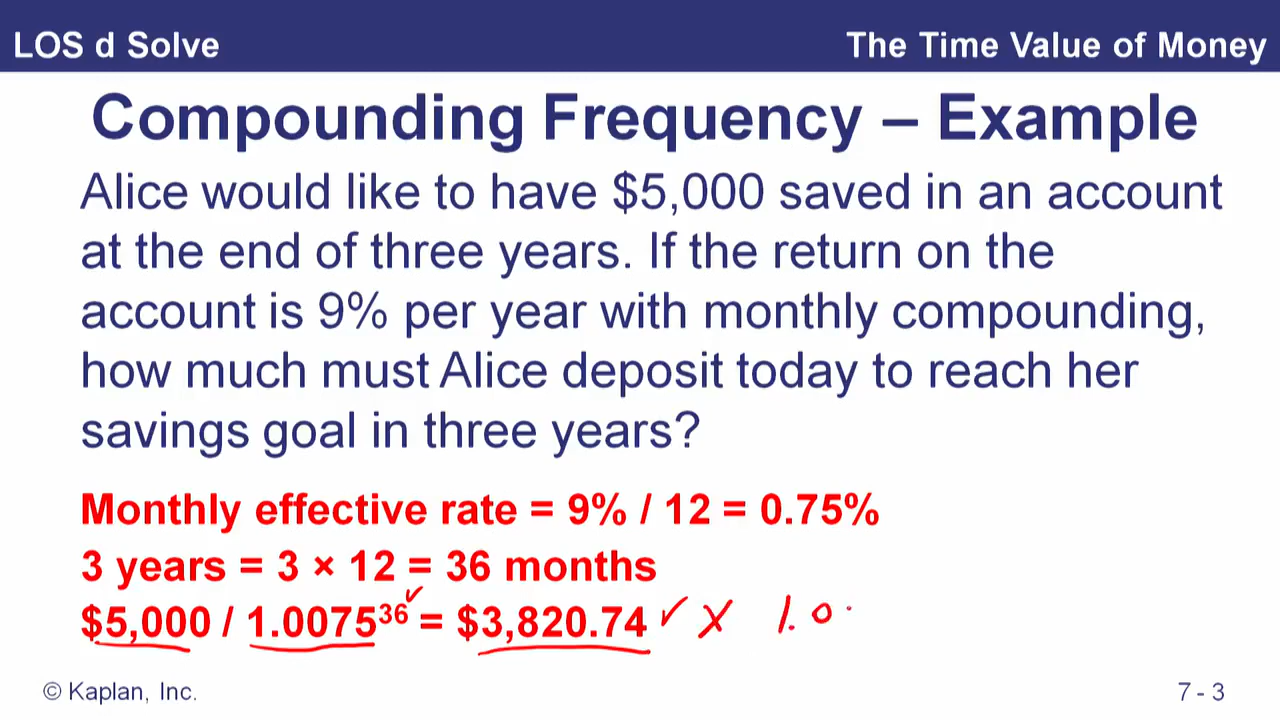 LOS d Solve
The Time Value of Money
Compounding Frequency – Example
Alice would like to have $5,000 saved in an account
at the end of three years. If the return on the
account is 9% per year with monthly compounding,
how much must Alice deposit today to reach her
savings goal in three years?
Monthly effective rate = 9% / 12 = 0.75%
3 years = 3 × 12 = 36 months
$5,000 / 1.0075³⁶ ✓ = $3,820.74 ✓ × 1.0
© Kaplan, Inc.
7 - 3